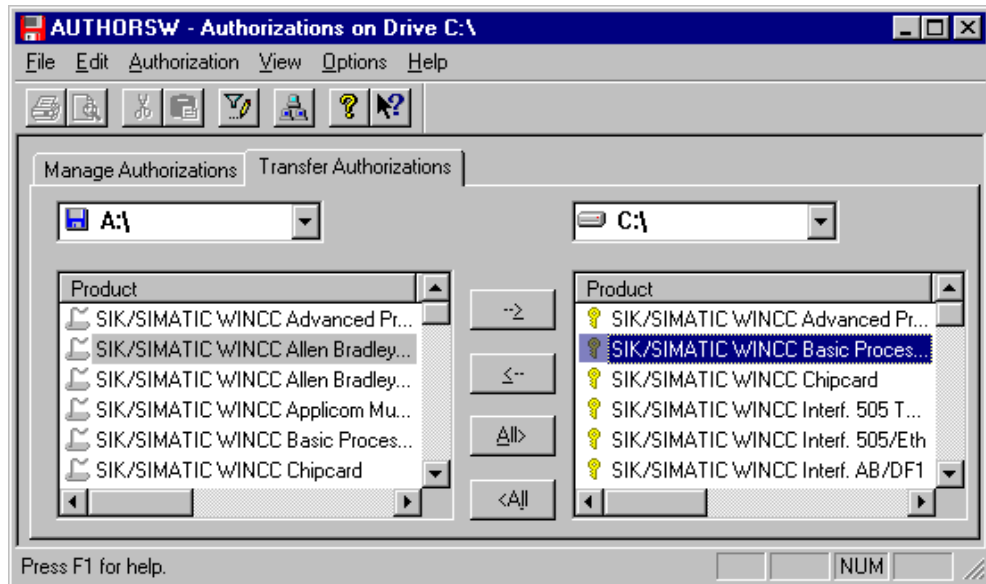 AUTHORSW - Authorizations on Drive C:\
File Edit Authorization View Options Help
Manage Authorizations Transfer Authorizations
A:\ C:\
Product
SIK/SIMATIC WINCC Advanced Pr...
SIK/SIMATIC WINCC Allen Bradley...
SIK/SIMATIC WINCC Allen Bradley...
SIK/SIMATIC WINCC Applicom Mu...
SIK/SIMATIC WINCC Basic Proces...
SIK/SIMATIC WINCC Chipcard
-->
<--
All>
<All
Product
SIK/SIMATIC WINCC Advanced Pr...
SIK/SIMATIC WINCC Basic Proces...
SIK/SIMATIC WINCC Chipcard
SIK/SIMATIC WINCC Interf. 505 T...
SIK/SIMATIC WINCC Interf. 505/Eth
SIK/SIMATIC WINCC Interf. AB/DF1
Press F1 for help. NUM